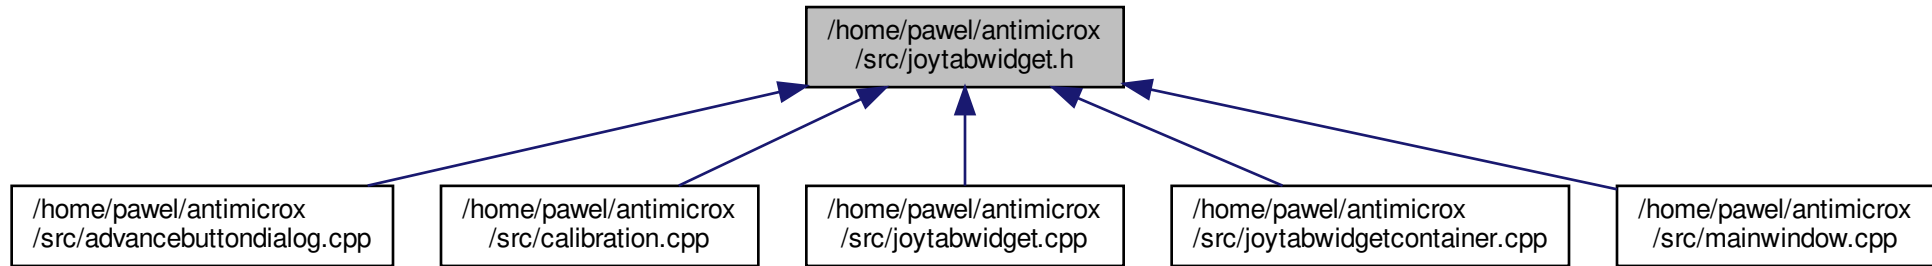 /home/pawel/antimicrox
/src/joytabwidget.h
/home/pawel/antimicrox
/src/advancebuttondialog.cpp
/home/pawel/antimicrox
/src/calibration.cpp
/home/pawel/antimicrox
/src/joytabwidget.cpp
/home/pawel/antimicrox
/src/joytabwidgetcontainer.cpp
/home/pawel/antimicrox
/src/mainwindow.cpp